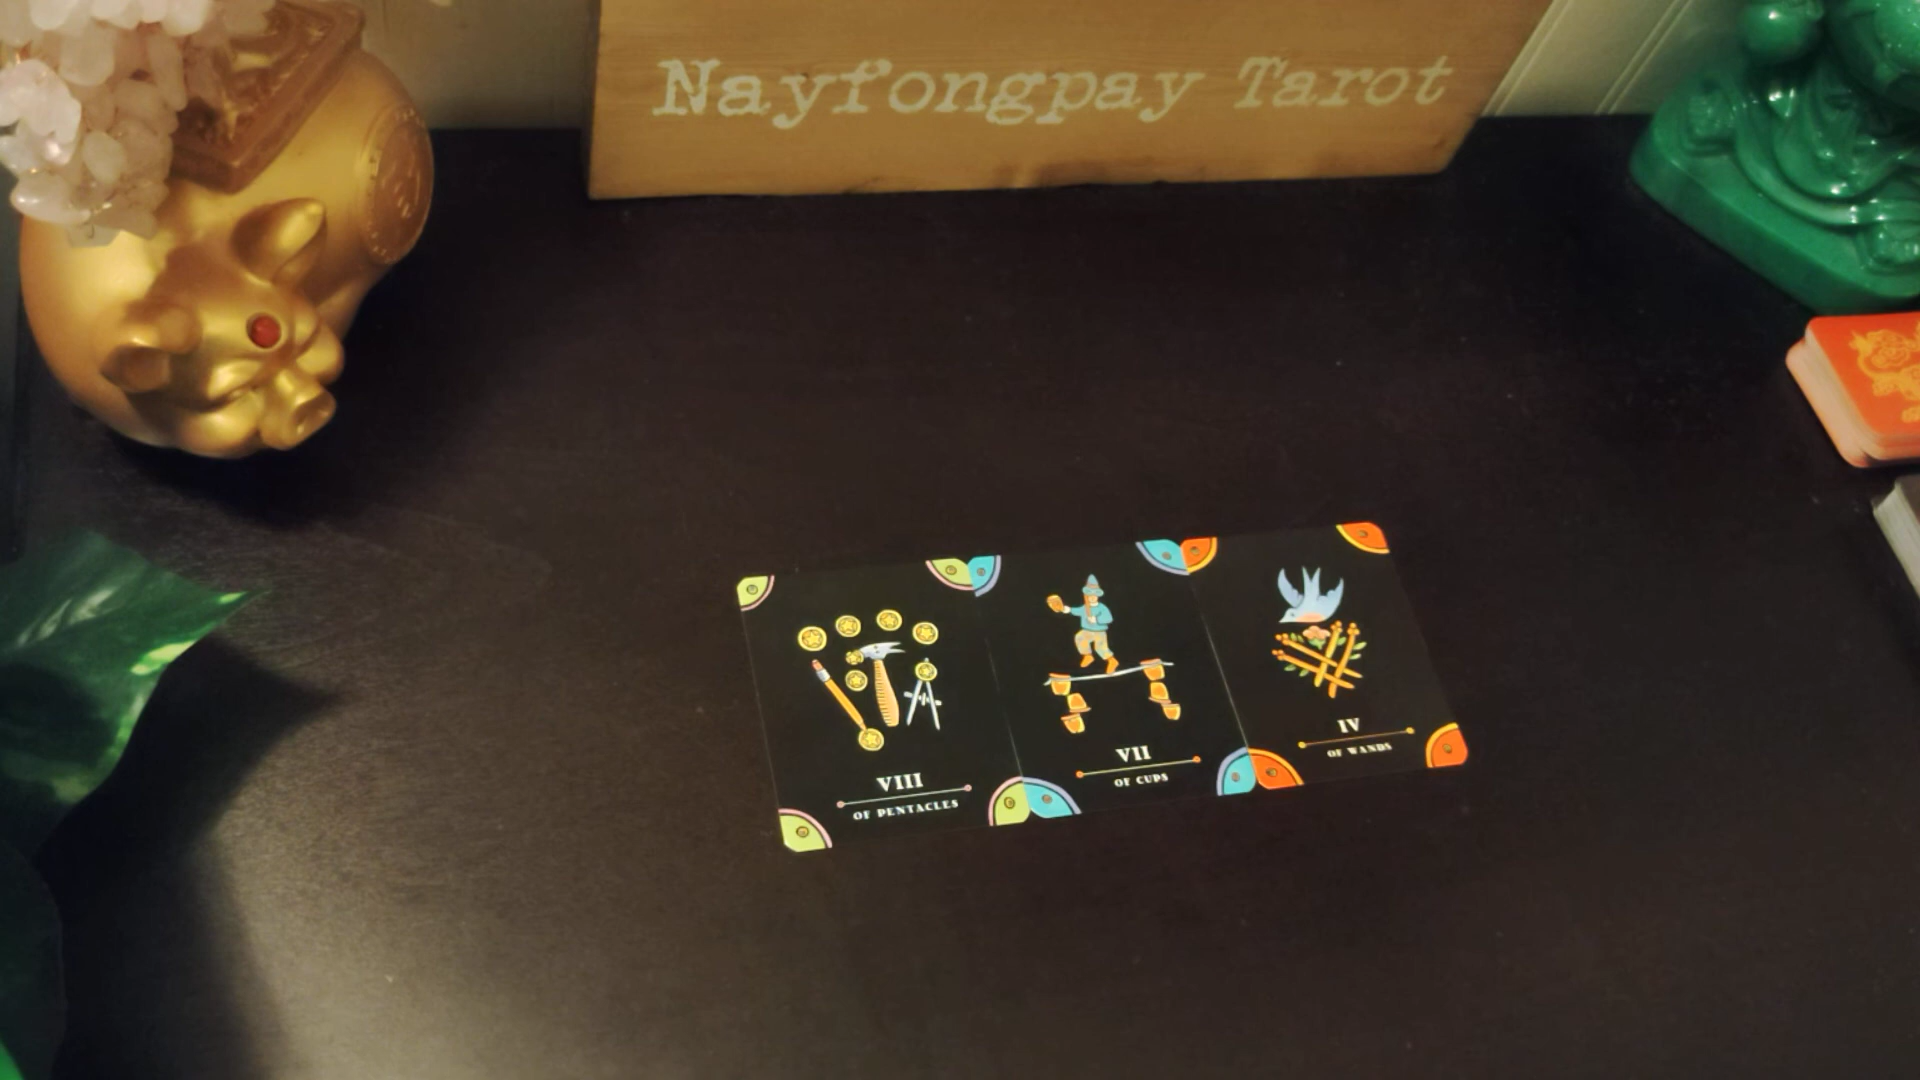 Nayfongpay Tarot
VIII
OF PENTACLES
VII
OF CUPS
IV
OF WANDS